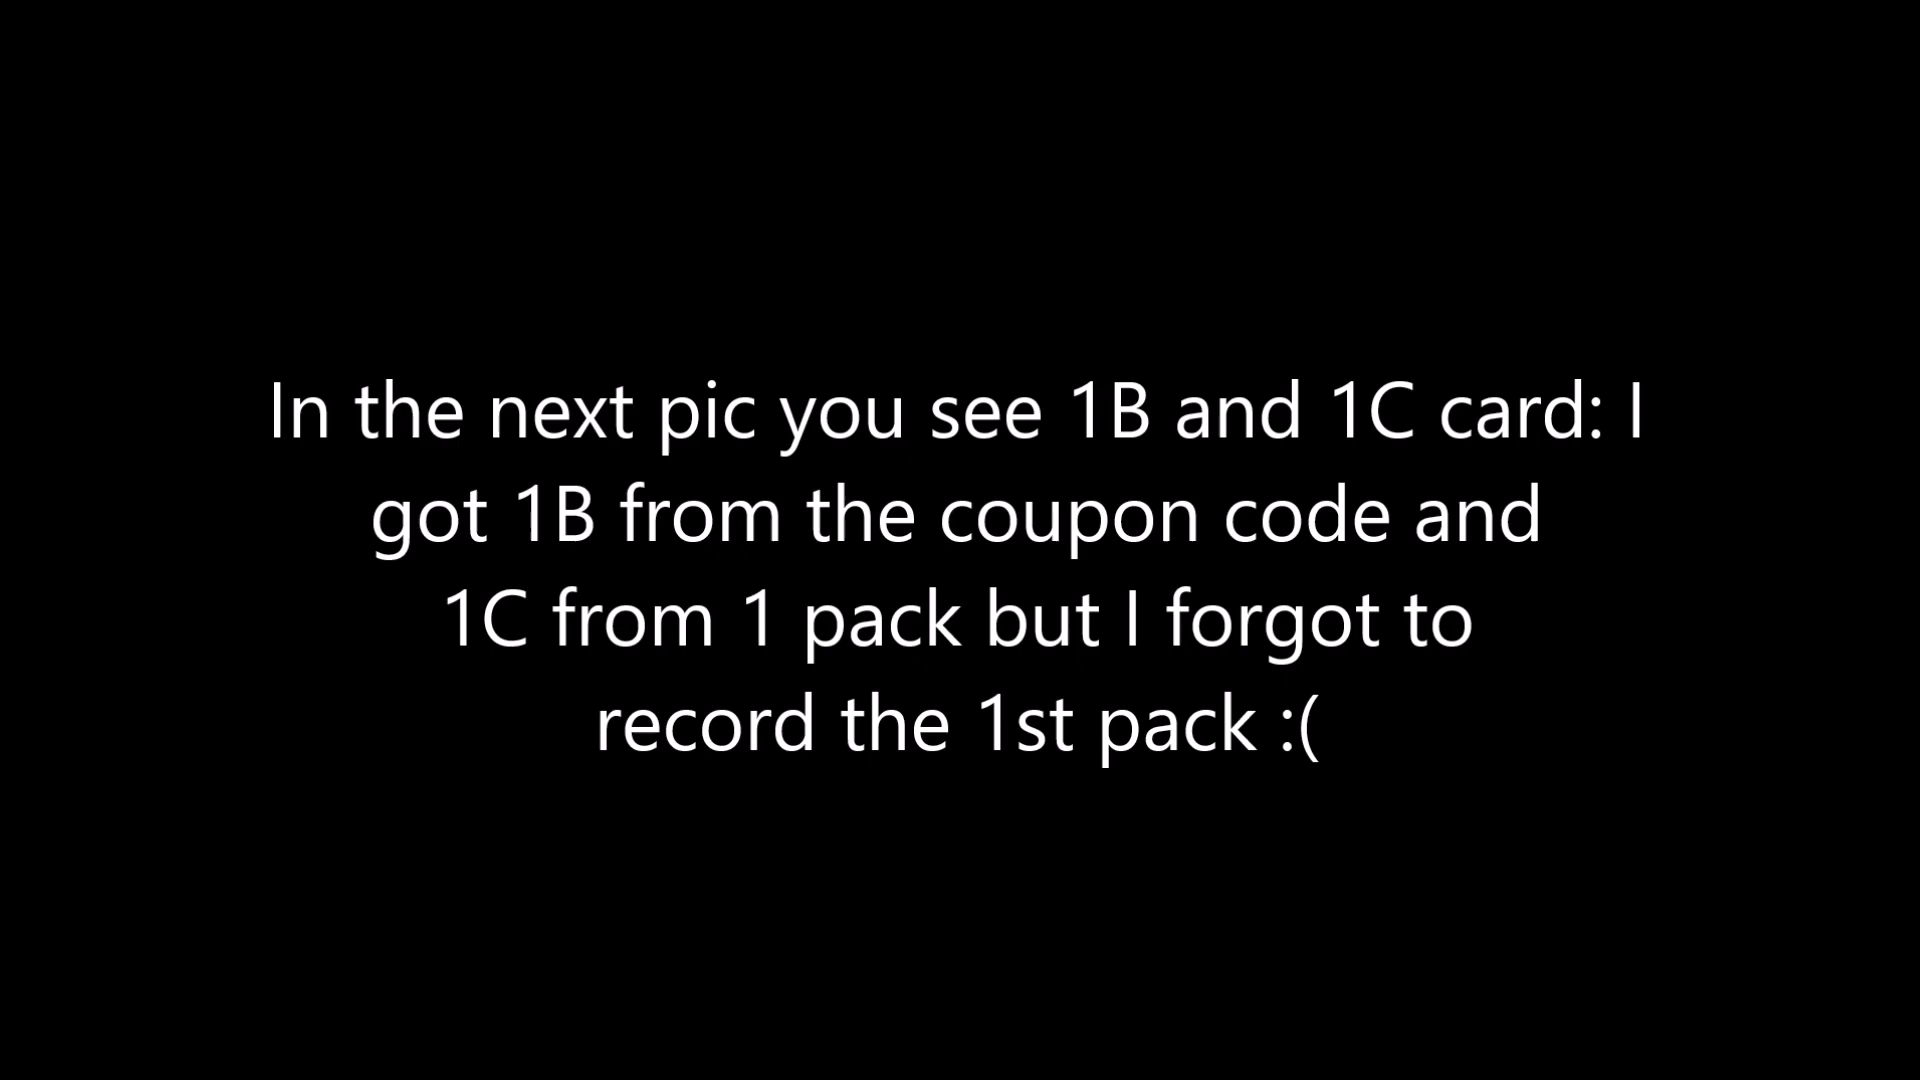 In the next pic you see 1B and 1C card: I
got 1B from the coupon code and
1C from 1 pack but I forgot to
record the 1st pack :(